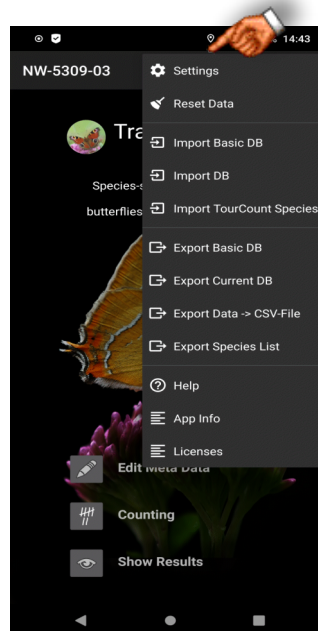 14:43
NW-5309-03
Settings
Reset Data
Tra
Import Basic DB
Import DB
Species-s
Import TourCount Species
butterflies
Export Basic DB
Export Current DB
Export Data -> CSV-File
Export Species List
Help
App Info
Licenses
Edit Meta Data
Counting
Show Results